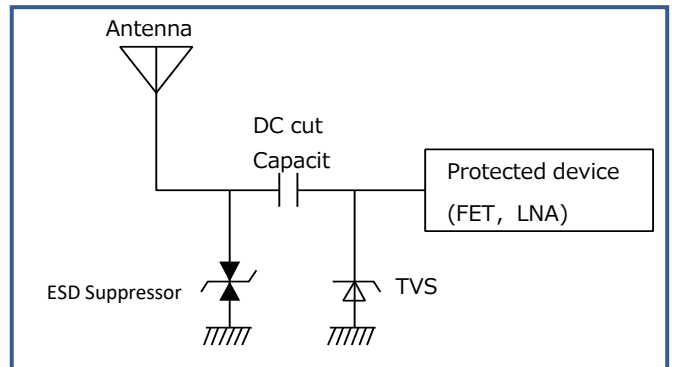 Antenna
DC cut
Capacit
Protected device
(FET, LNA)
ESD Suppressor
TVS